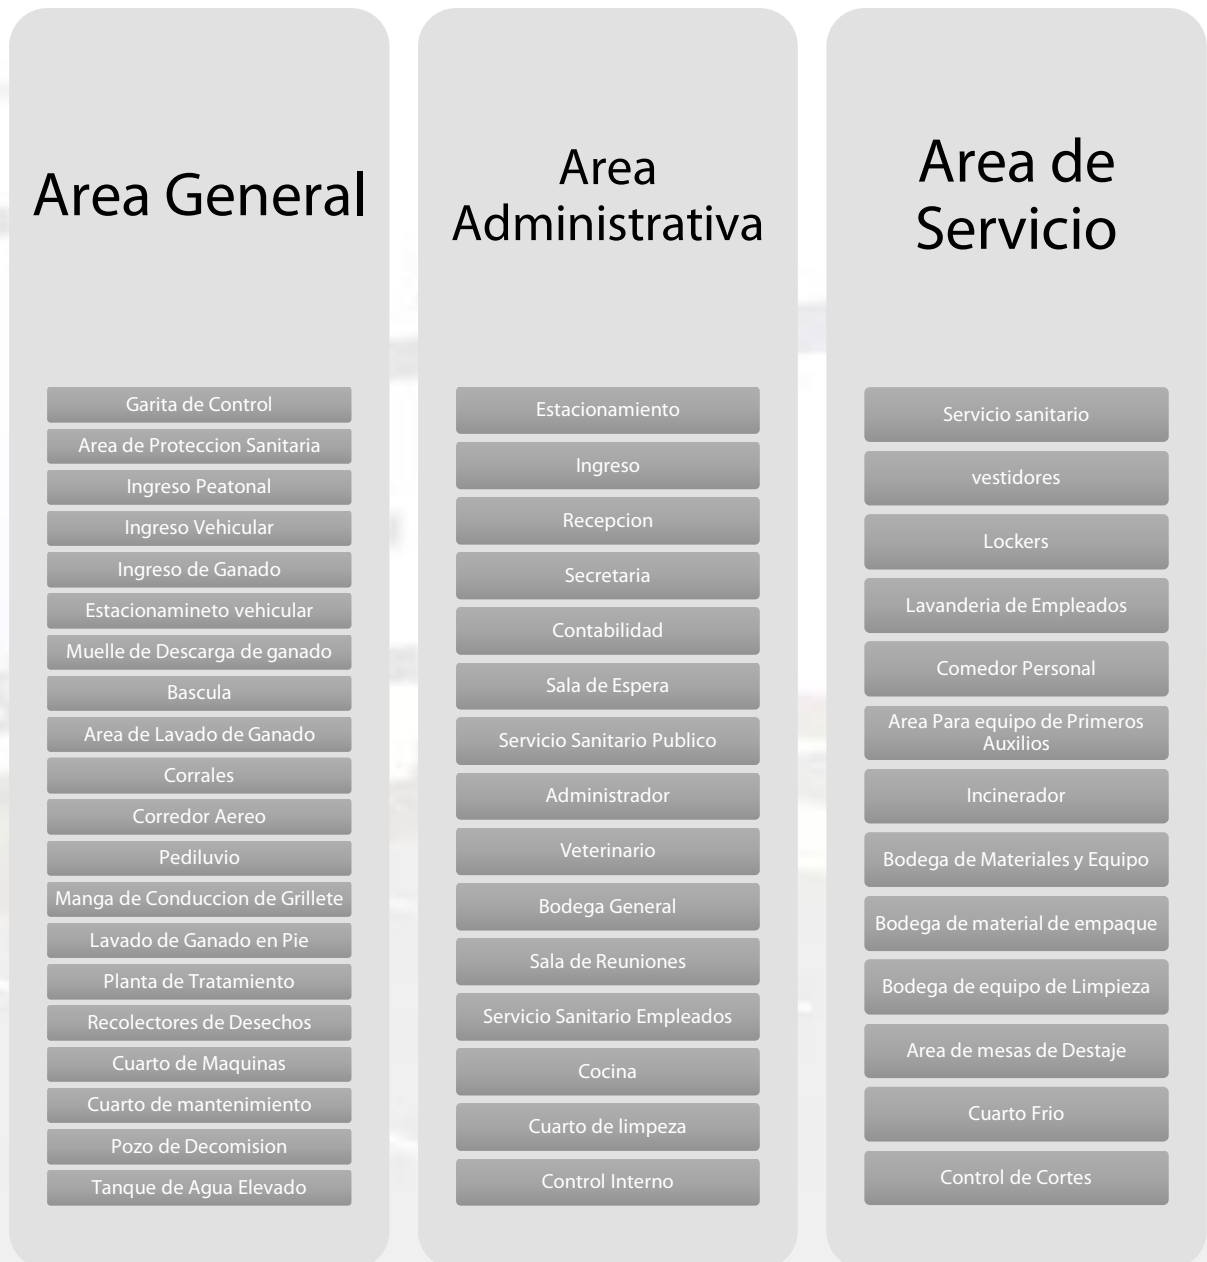 Area General
Garita de Control
Area de Proteccion Sanitaria
Ingreso Peatonal
Ingreso Vehicular
Ingreso de Ganado
Estacionamineto vehicular
Muelle de Descarga de ganado
Bascula
Area de Lavado de Ganado
Corrales
Corredor Aereo
Pediluvio
Manga de Conduccion de Grillete
Lavado de Ganado en Pie
Planta de Tratamiento
Recolectores de Desechos
Cuarto de Maquinas
Cuarto de mantenimiento
Pozo de Decomision
Tanque de Agua Elevado
Area
Administrativa
Estacionamiento
Ingreso
Recepcion
Secretaria
Contabilidad
Sala de Espera
Servicio Sanitario Publico
Administrador
Veterinario
Bodega General
Sala de Reuniones
Servicio Sanitario Empleados
Cocina
Cuarto de limpeza
Control Interno
Area de
Servicio
Servicio sanitario
vestidores
Lockers
Lavanderia de Empleados
Comedor Personal
Area Para equipo de Primeros
Auxilios
Incinerador
Bodega de Materiales y Equipo
Bodega de material de empaque
Bodega de equipo de Limpieza
Area de mesas de Destaje
Cuarto Frio
Control de Cortes